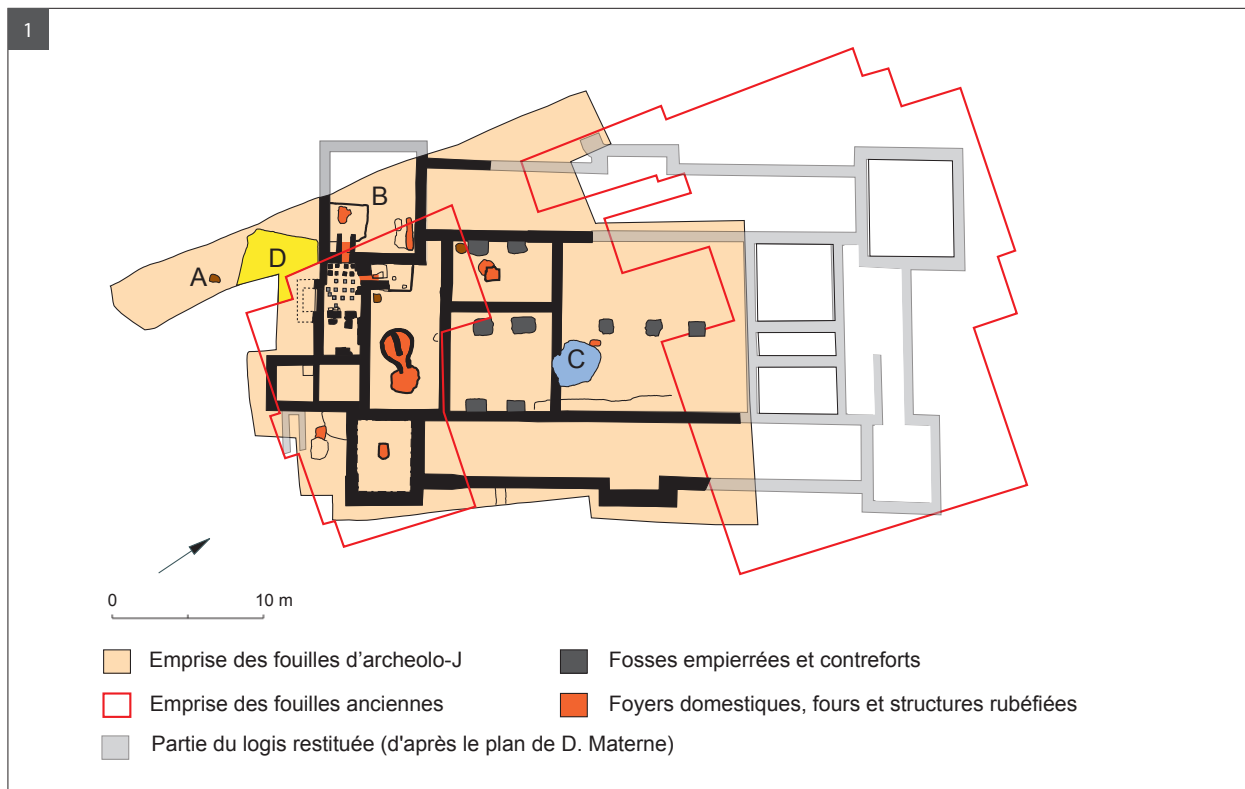 1
B
A
D
C
0 10 m
Emprise des fouilles d'archeolo-J
Fosses empierrées et contreforts
Emprise des fouilles anciennes
Foyers domestiques, fours et structures rubéfiées
Partie du logis restituée (d'après le plan de D. Materne)